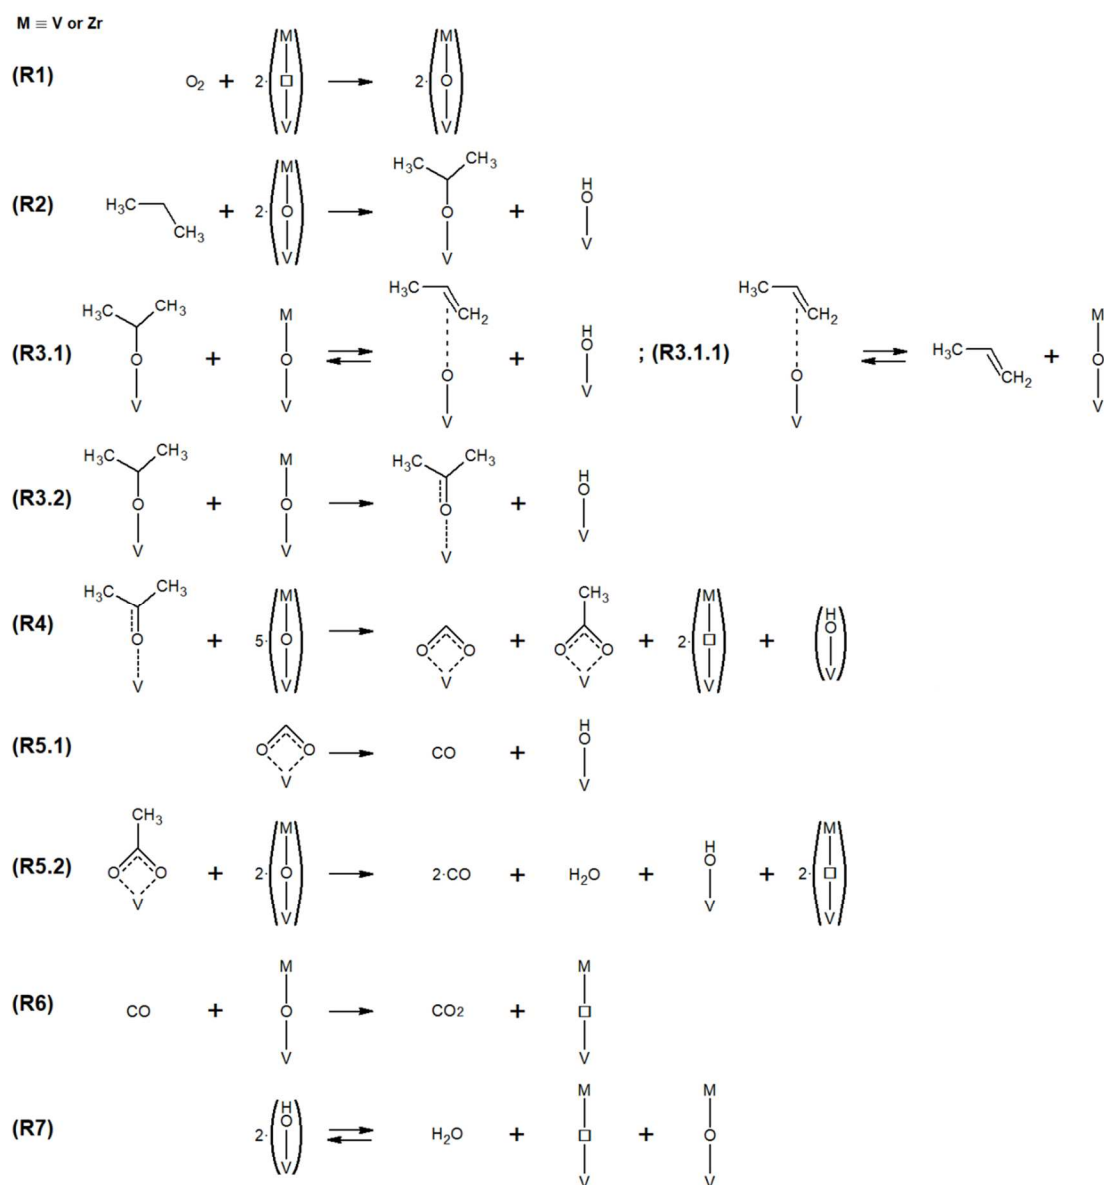 M ≡ V or Zr
(R1) O2 + 2· ( M □ V ) → 2· ( M O V )
(R2) H3C CH3 + 2· ( M O V ) → H3C CH3 O V + H O V
(R3.1) H3C CH3 O V + M O V ⇌ H3C CH2 O V + H O V ; (R3.1.1) H3C CH2 O V ⇌ H3C CH2 + M O V
(R3.2) H3C CH3 O V + M O V → H3C CH3 O V + H O V
(R4) H3C CH3 O V + 5· ( M O V ) → O O V + CH3 O O V + 2· ( M □ V ) + ( H O V )
(R5.1) O O V → CO + H O V
(R5.2) CH3 O O V + 2· ( M O V ) → 2·CO + H2O + H O V + 2· ( M □ V )
(R6) CO + M O V → CO2 + M □ V
(R7) 2· ( H O V ) ⇌ H2O + M □ V + M O V